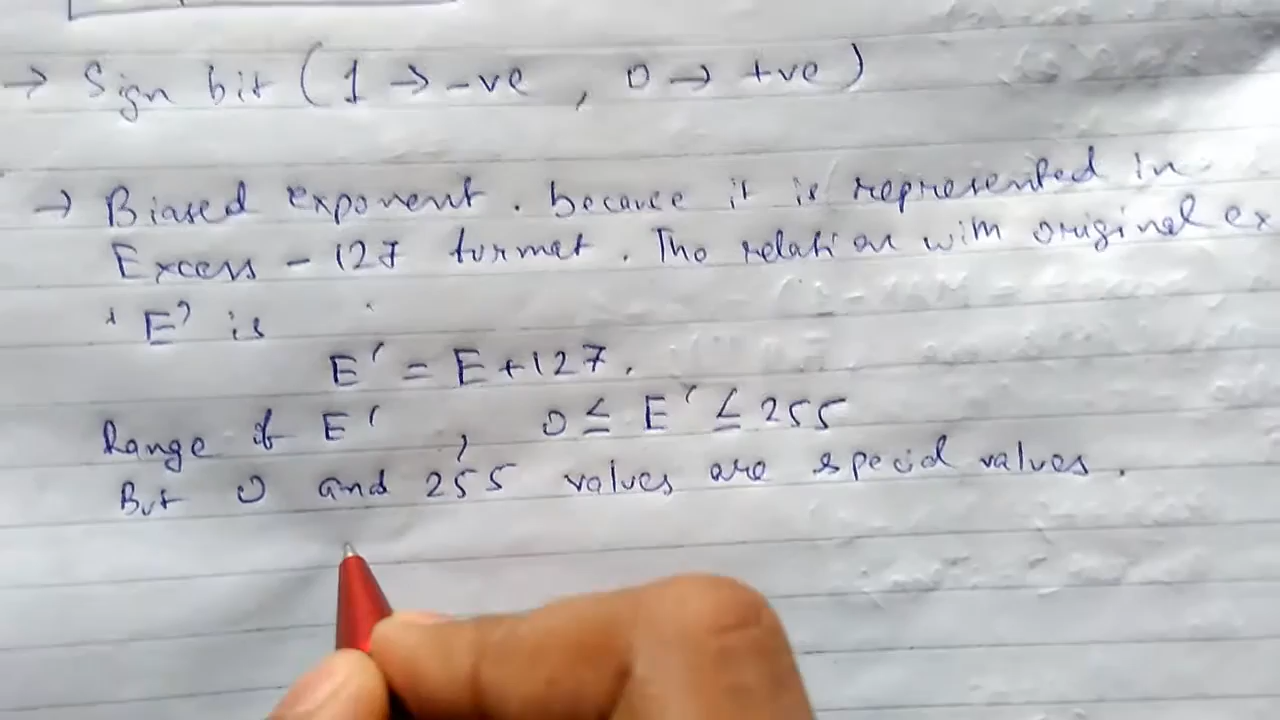 → Sign bit (1 → -ve , 0 → +ve)
→ Biased exponent. because it is represented in
Excess - 127 format. The relation with original ex
'E' is
E' = E+127.
Range of E' , 0 ≤ E' ≤ 255
But 0 and 255 values are special values.